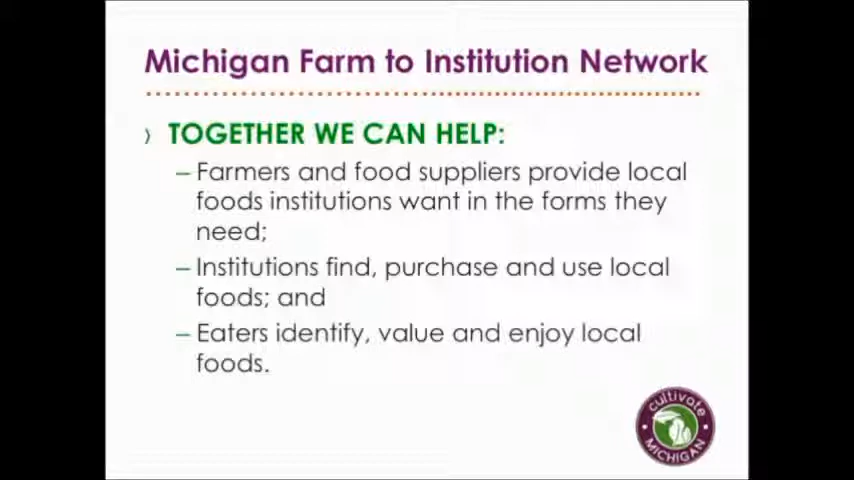 Michigan Farm to Institution Network
⟩ TOGETHER WE CAN HELP:
– Farmers and food suppliers provide local
foods institutions want in the forms they
need;
– Institutions find, purchase and use local
foods; and
– Eaters identify, value and enjoy local
foods.
cultivate
MICHIGAN